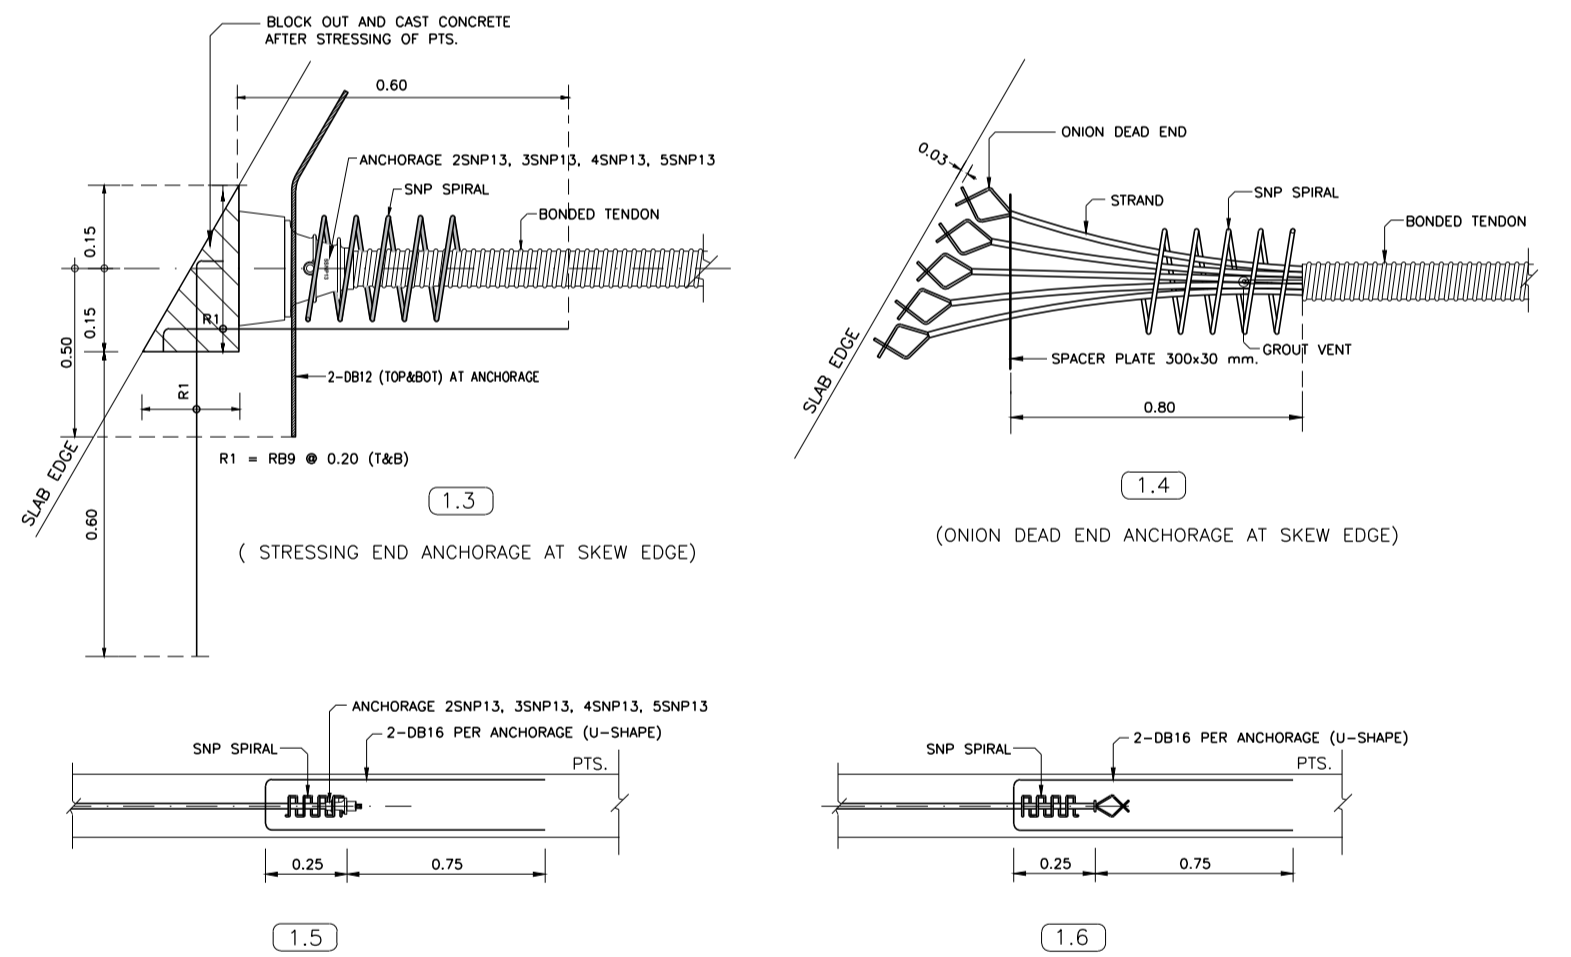 BLOCK OUT AND CAST CONCRETE
AFTER STRESSING OF PTS.
0.60
ANCHORAGE 2SNP13, 3SNP13, 4SNP13, 5SNP13
SNP SPIRAL
BONDED TENDON
0.15
0.15
0.50
R1
R1
5SNP13
2-DB12 (TOP&BOT) AT ANCHORAGE
SLAB EDGE
0.60
R1 = RB9 @ 0.20 (T&B)
1.3
( STRESSING END ANCHORAGE AT SKEW EDGE)
ONION DEAD END
0.03
STRAND
SNP SPIRAL
BONDED TENDON
GROUT VENT
SPACER PLATE 300x30 mm.
SLAB EDGE
0.80
1.4
(ONION DEAD END ANCHORAGE AT SKEW EDGE)
ANCHORAGE 2SNP13, 3SNP13, 4SNP13, 5SNP13
2-DB16 PER ANCHORAGE (U-SHAPE)
SNP SPIRAL
PTS.
0.25
0.75
1.5
2-DB16 PER ANCHORAGE (U-SHAPE)
SNP SPIRAL
PTS.
0.25
0.75
1.6